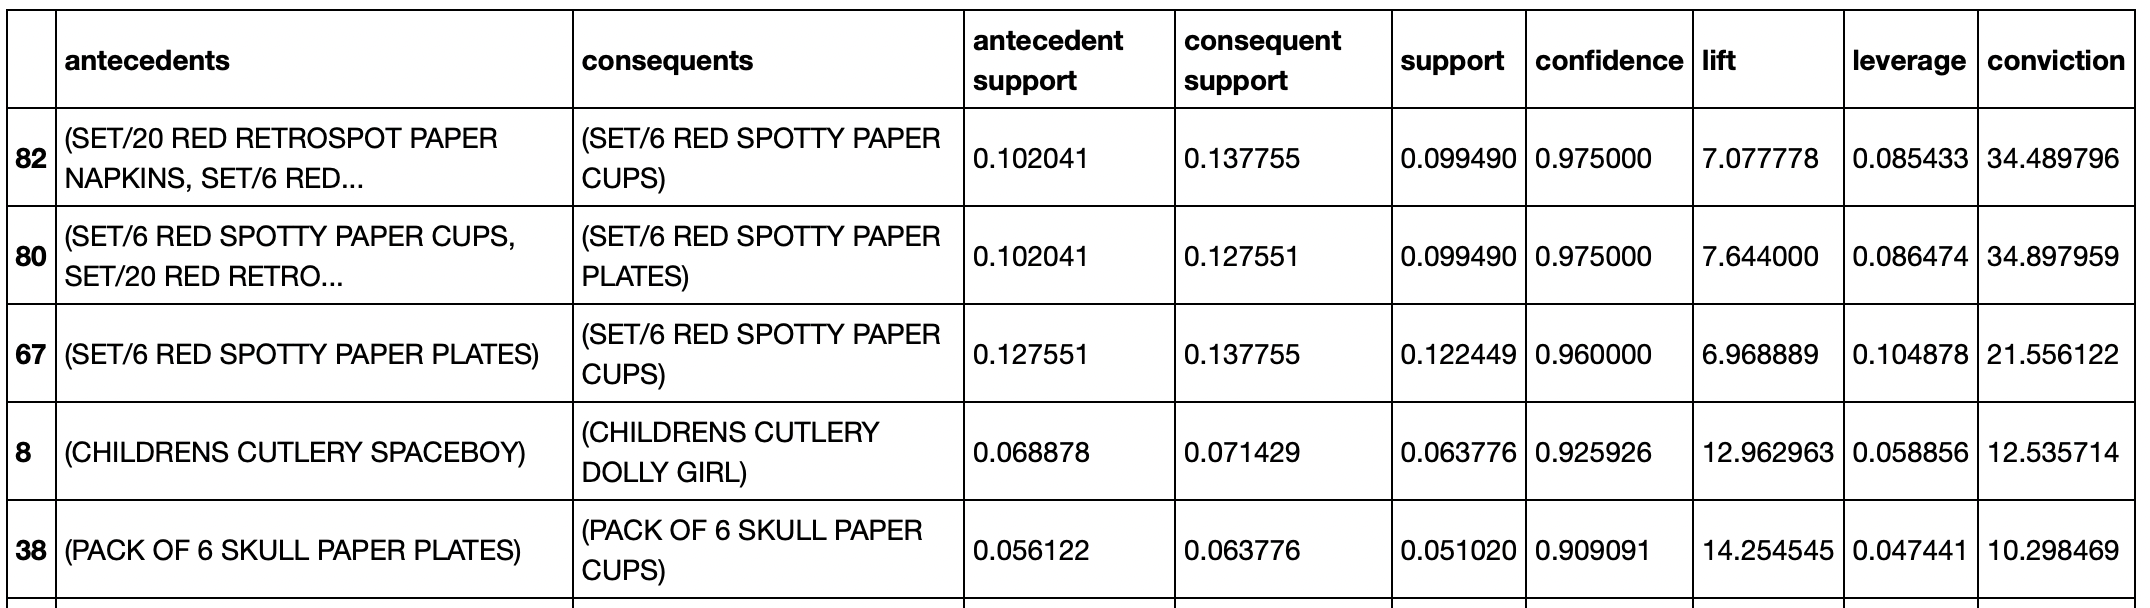 antecedents consequents antecedent support consequent support support confidence lift leverage conviction
82 (SET/20 RED RETROSPOT PAPER NAPKINS, SET/6 RED... (SET/6 RED SPOTTY PAPER CUPS) 0.102041 0.137755 0.099490 0.975000 7.077778 0.085433 34.489796
80 (SET/6 RED SPOTTY PAPER CUPS, SET/20 RED RETRO... (SET/6 RED SPOTTY PAPER PLATES) 0.102041 0.127551 0.099490 0.975000 7.644000 0.086474 34.897959
67 (SET/6 RED SPOTTY PAPER PLATES) (SET/6 RED SPOTTY PAPER CUPS) 0.127551 0.137755 0.122449 0.960000 6.968889 0.104878 21.556122
8 (CHILDRENS CUTLERY SPACEBOY) (CHILDRENS CUTLERY DOLLY GIRL) 0.068878 0.071429 0.063776 0.925926 12.962963 0.058856 12.535714
38 (PACK OF 6 SKULL PAPER PLATES) (PACK OF 6 SKULL PAPER CUPS) 0.056122 0.063776 0.051020 0.909091 14.254545 0.047441 10.298469